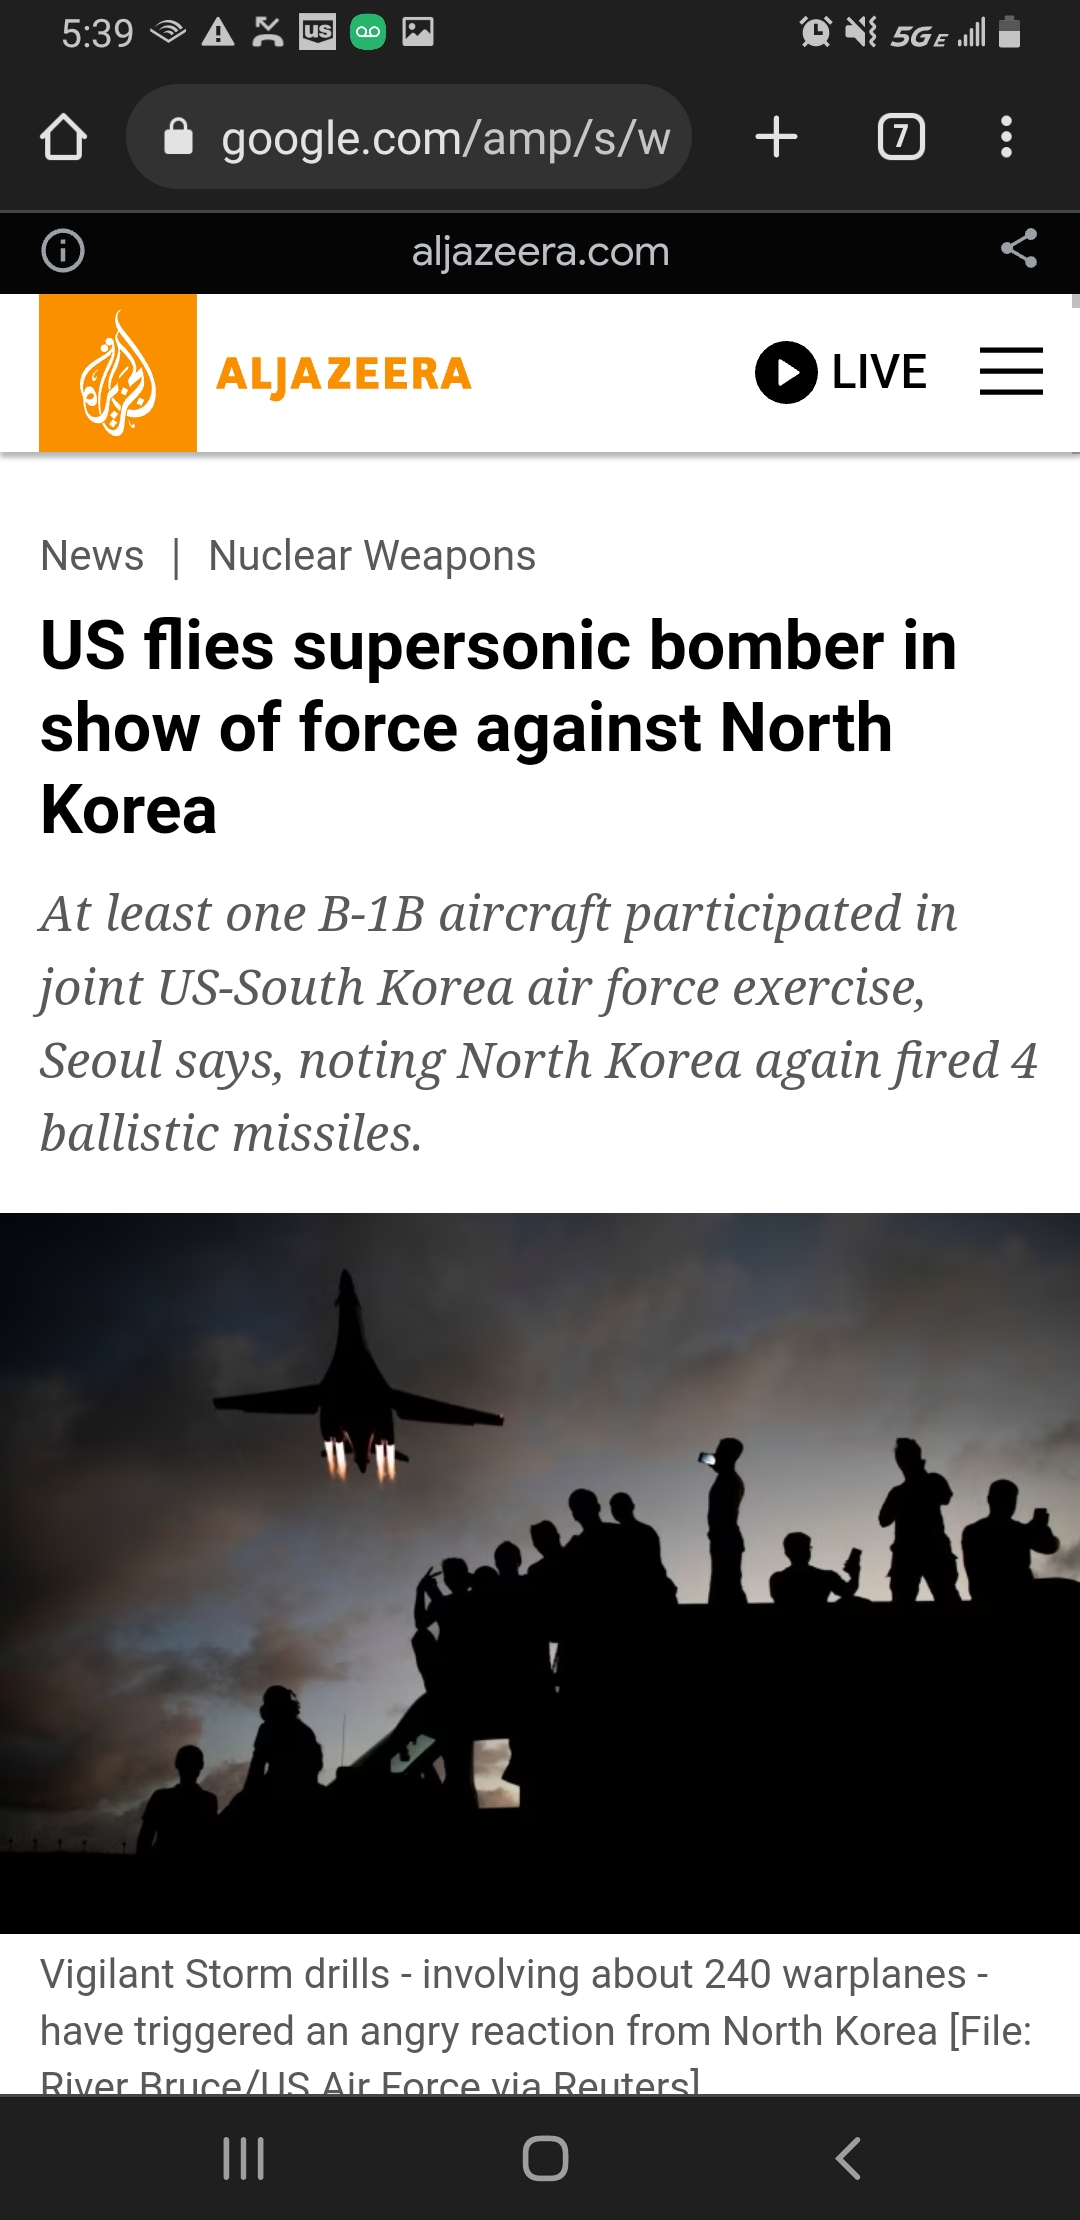 5:39 us 5GE
google.com/amp/s/w 7
aljazeera.com
ALJAZEERA LIVE
News | Nuclear Weapons
US flies supersonic bomber in
show of force against North
Korea
At least one B-1B aircraft participated in
joint US-South Korea air force exercise,
Seoul says, noting North Korea again fired 4
ballistic missiles.
Vigilant Storm drills - involving about 240 warplanes -
have triggered an angry reaction from North Korea [File:
River Bruce/US Air Force via Reuters]